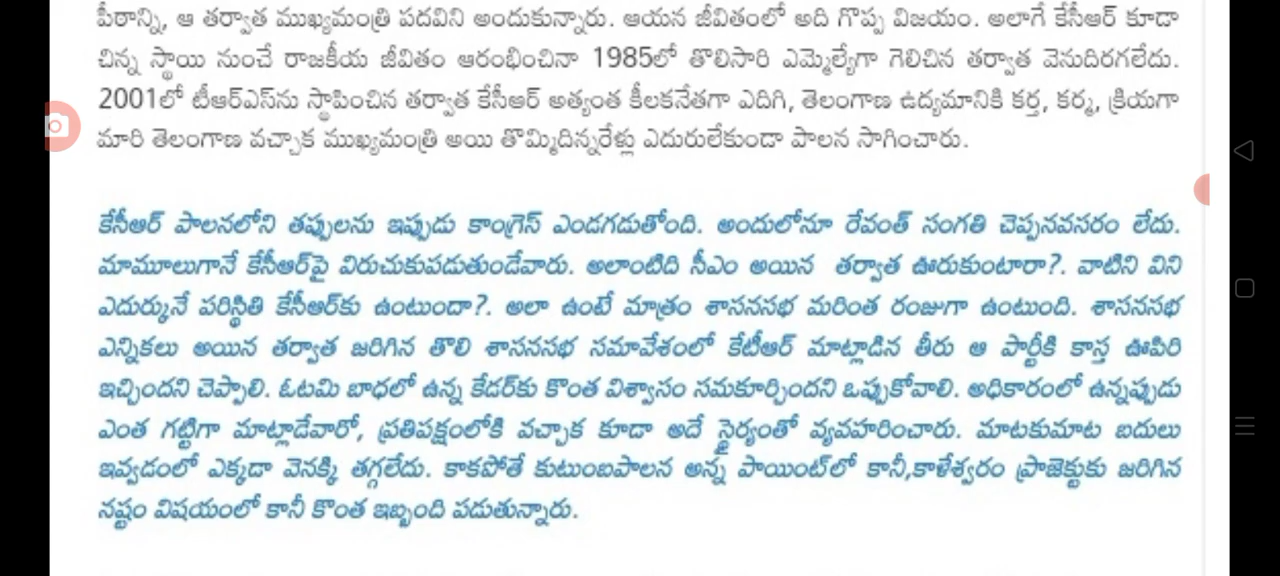 పీఠాన్ని, ఆ తర్వాత ముఖ్యమంత్రి పదవిని అందుకున్నారు. ఆయన జీవితంలో అది గొప్ప విజయం. అలాగే కేసీఆర్ కూడా
చిన్న స్థాయి నుంచే రాజకీయ జీవితం ఆరంభించినా 1985లో తొలిసారి ఎమ్మెల్యేగా గెలిచిన తర్వాత వెనుదిరగలేదు.
2001లో టీఆర్ఎస్‌ను స్థాపించిన తర్వాత కేసీఆర్ అత్యంత కీలకనేతగా ఎదిగి, తెలంగాణ ఉద్యమానికి కర్త, కర్మ, క్రియగా
మారి తెలంగాణ వచ్చాక ముఖ్యమంత్రి అయి తొమ్మిదిన్నరేళ్లు ఎదురులేకుండా పాలన సాగించారు.
కేసీఆర్ పాలనలోని తప్పులను ఇప్పుడు కాంగ్రెస్ ఎండగడుతోంది. అందులోనూ రేవంత్ సంగతి చెప్పనవసరం లేదు.
మామూలుగానే కేసీఆర్‌పై విరుచుకుపడుతుండేవారు. అలాంటిది సీఎం అయిన తర్వాత ఊరుకుంటారా?. వాటిని విని
ఎదుర్కునే పరిస్థితి కేసీఆర్‌కు ఉంటుందా?. అలా ఉంటే మాత్రం శాసనసభ మరింత రంజుగా ఉంటుంది. శాసనసభ
ఎన్నికలు అయిన తర్వాత జరిగిన తొలి శాసనసభ సమావేశంలో కేటీఆర్ మాట్లాడిన తీరు ఆ పార్టీకి కాస్త ఊపిరి
ఇచ్చిందని చెప్పాలి. ఓటమి బాధలో ఉన్న కేడర్‌కు కొంత విశ్వాసం సమకూర్చిందని ఒప్పుకోవాలి. అధికారంలో ఉన్నప్పుడు
ఎంత గట్టిగా మాట్లాడేవారో, ప్రతిపక్షంలోకి వచ్చాక కూడా అదే స్థైర్యంతో వ్యవహరించారు. మాటకుమాట బదులు
ఇవ్వడంలో ఎక్కడా వెనక్కి తగ్గలేదు. కాకపోతే కుటుంబపాలన అన్న పాయింట్‌లో కానీ,కాళేశ్వరం ప్రాజెక్టుకు జరిగిన
నష్టం విషయంలో కానీ కొంత ఇబ్బంది పడుతున్నారు.